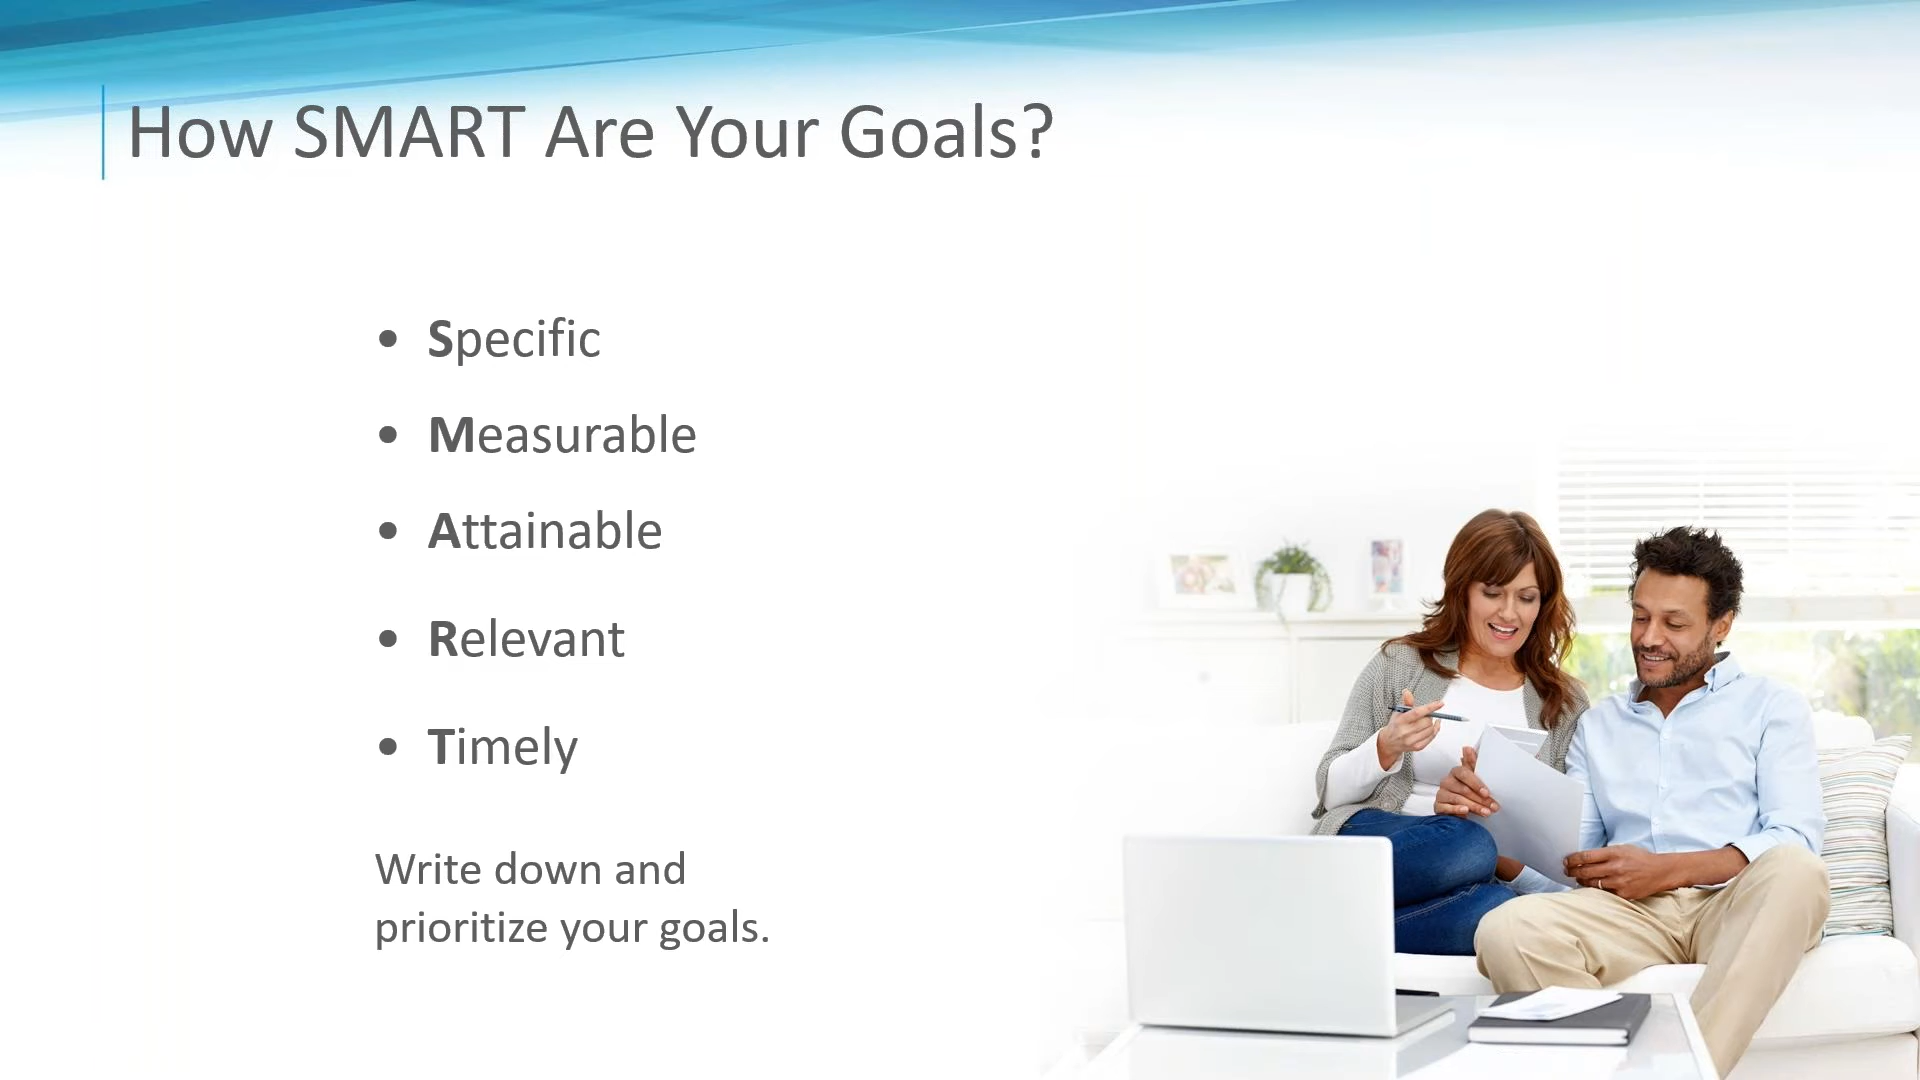 How SMART Are Your Goals?
• Specific
• Measurable
• Attainable
• Relevant
• Timely
Write down and
prioritize your goals.